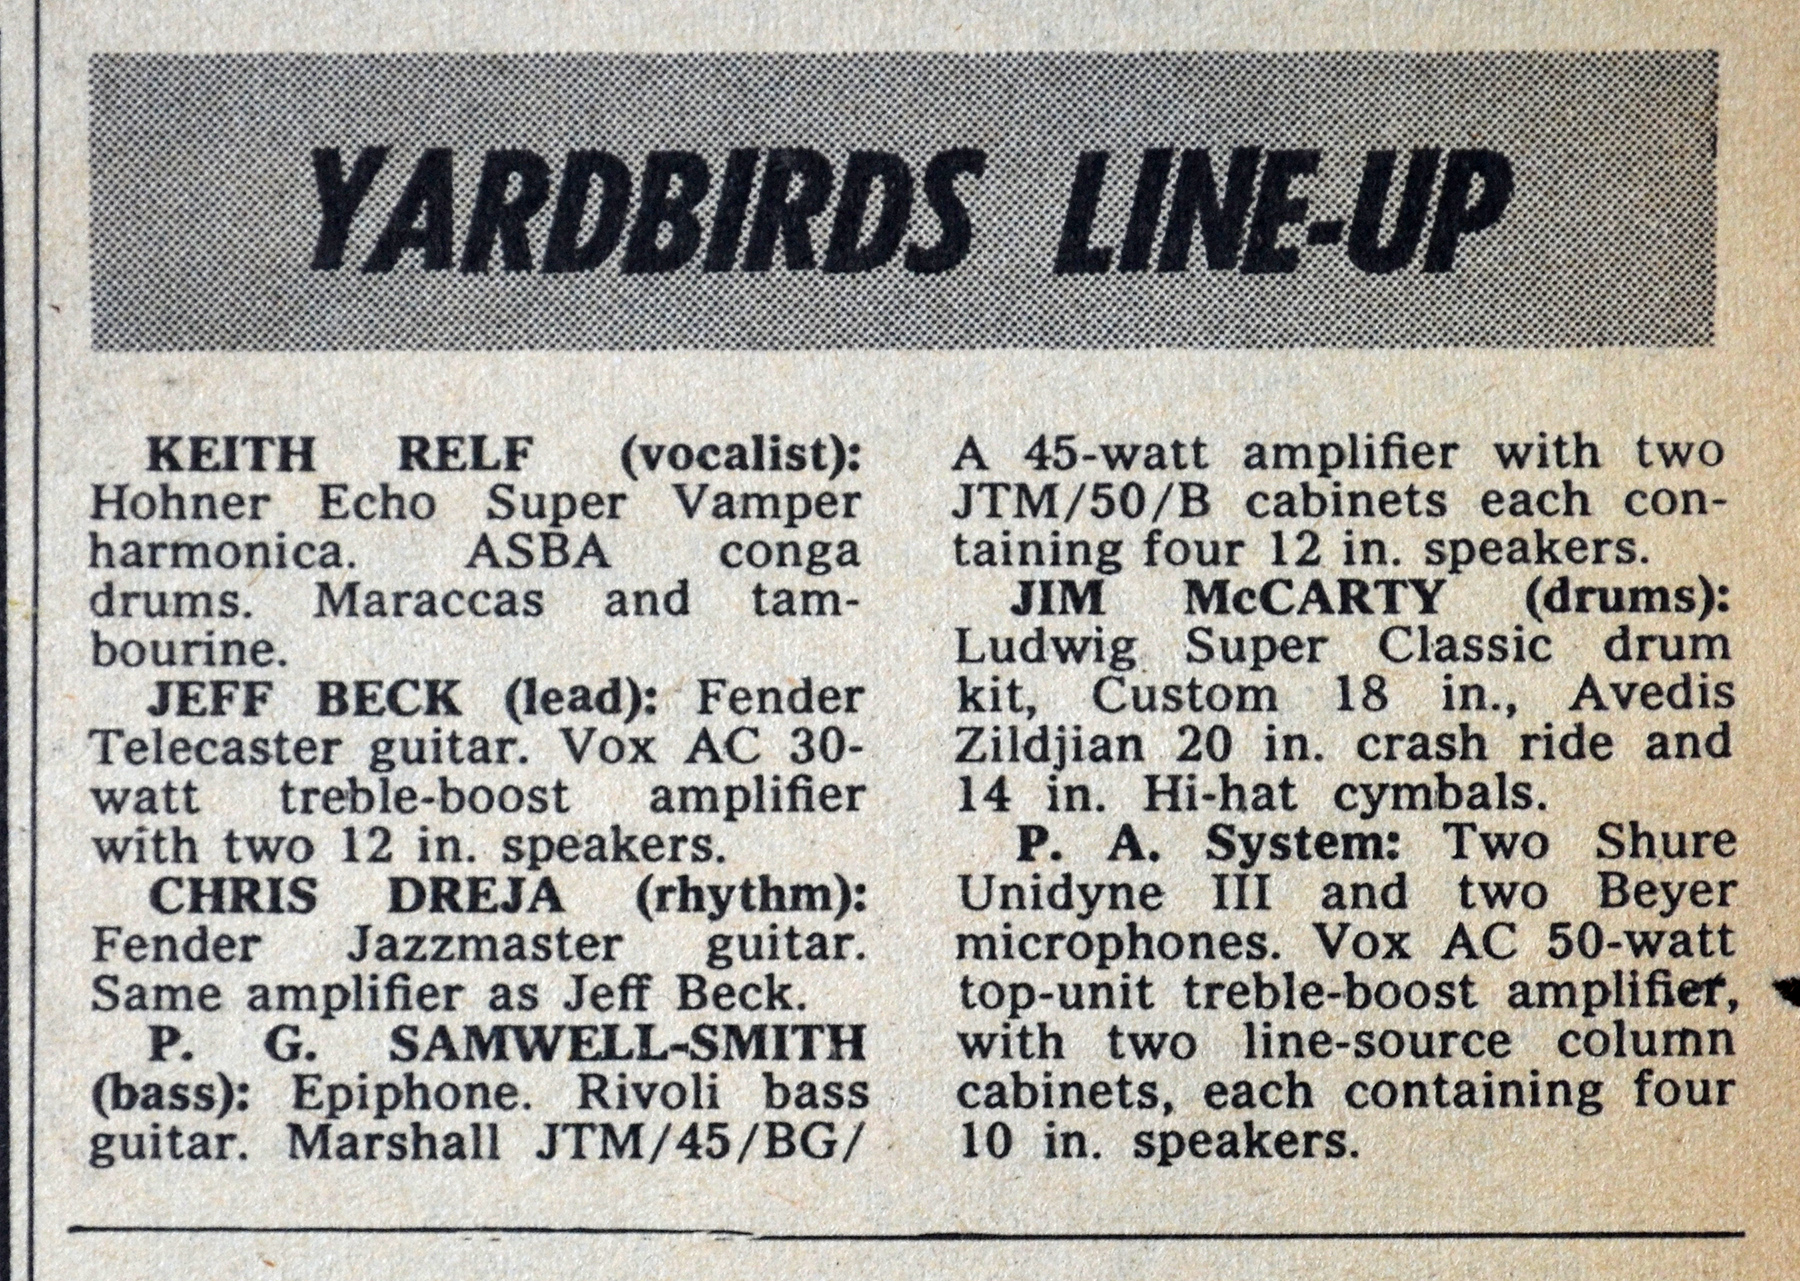 YARDBIRDS LINE-UP
KEITH RELF (vocalist):
Hohner Echo Super Vamper
harmonica. ASBA conga
drums. Maraccas and tam-
bourine.
JEFF BECK (lead): Fender
Telecaster guitar. Vox AC 30-
watt treble-boost amplifier
with two 12 in. speakers.
CHRIS DREJA (rhythm):
Fender Jazzmaster guitar.
Same amplifier as Jeff Beck.
P. G. SAMWELL-SMITH
(bass): Epiphone. Rivoli bass
guitar. Marshall JTM/45/BG/
A 45-watt amplifier with two
JTM/50/B cabinets each con-
taining four 12 in. speakers.
JIM McCARTY (drums):
Ludwig Super Classic drum
kit, Custom 18 in., Avedis
Zildjian 20 in. crash ride and
14 in. Hi-hat cymbals.
P. A. System: Two Shure
Unidyne III and two Beyer
microphones. Vox AC 50-watt
top-unit treble-boost amplifier,
with two line-source column
cabinets, each containing four
10 in. speakers.